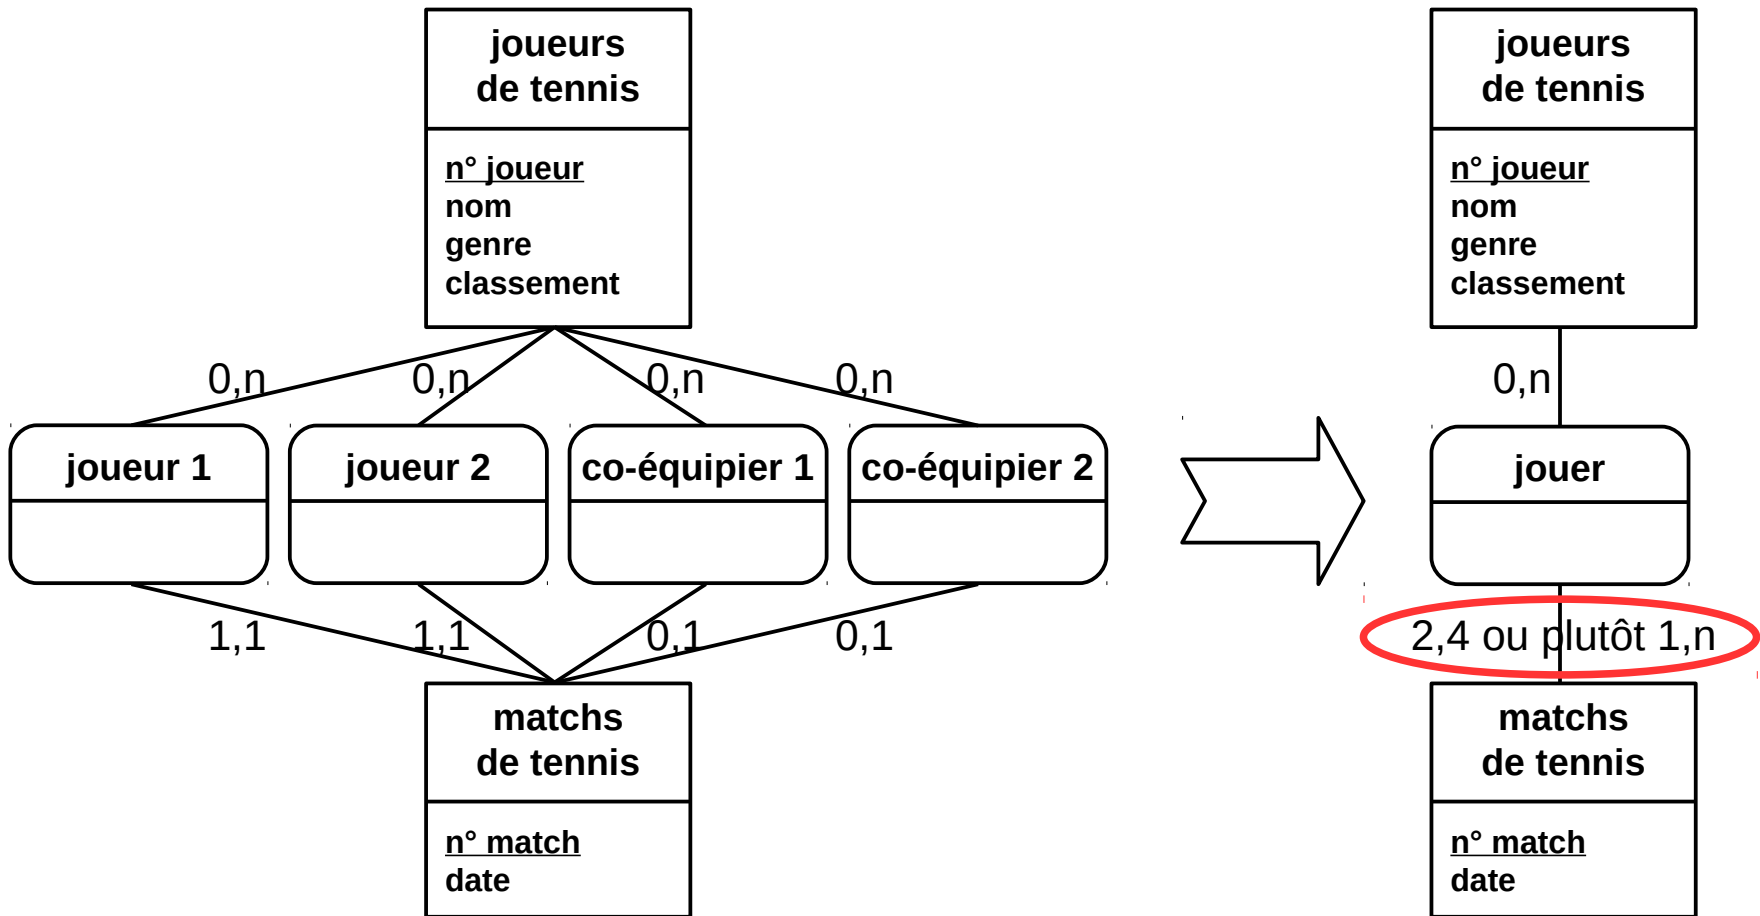 joueurs
de tennis
n° joueur
nom
genre
classement
0,n
0,n
0,n
0,n
joueur 1
joueur 2
co-équipier 1
co-équipier 2
1,1
1,1
0,1
0,1
matchs
de tennis
n° match
date
joueurs
de tennis
n° joueur
nom
genre
classement
0,n
jouer
2,4 ou plutôt 1,n
matchs
de tennis
n° match
date